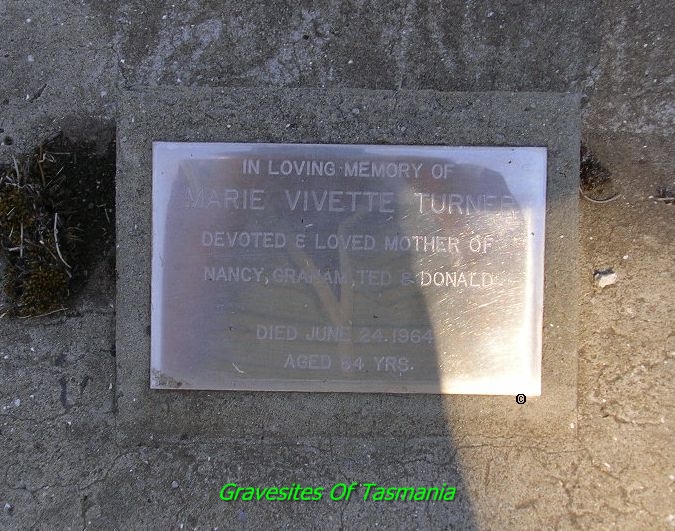 IN LOVING MEMORY OF
MARIE VIVETTE TURNER
DEVOTED & LOVED MOTHER OF
NANCY, GRAHAM, TED & DONALD
DIED JUNE 24. 1964
AGED YRS.
©
Gravesites Of Tasmania